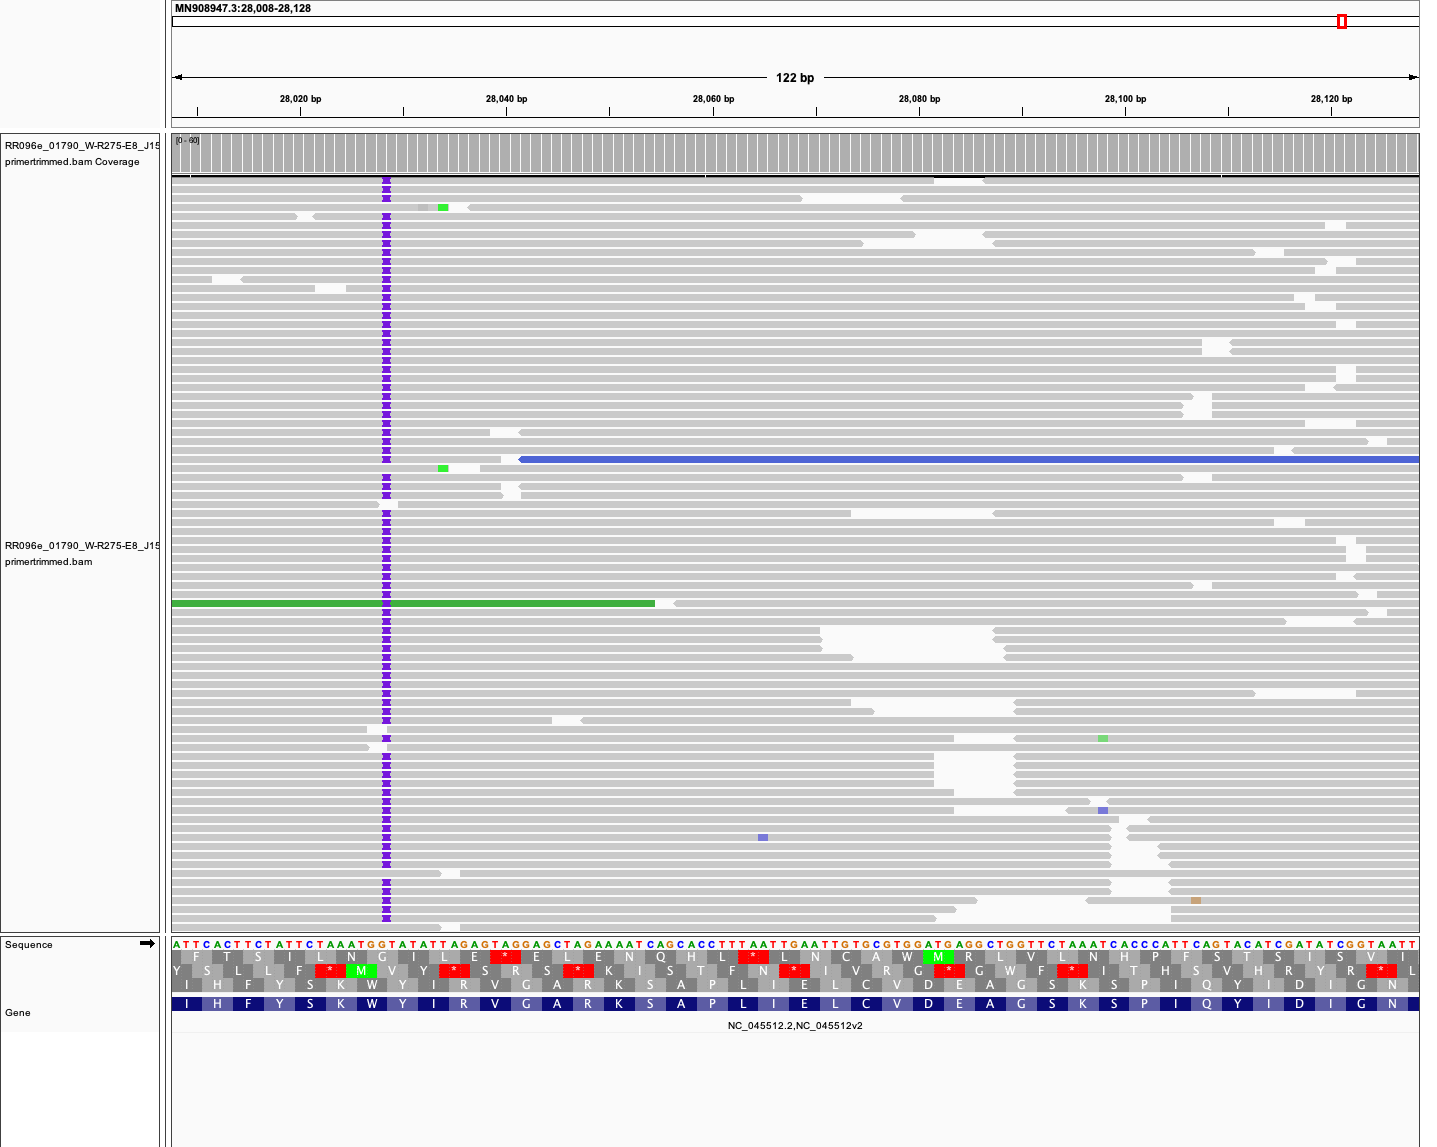 MN908947.3:28,008-28,128
122 bp
28,020 bp 28,040 bp 28,060 bp 28,080 bp 28,100 bp 28,120 bp
[0 - 60]
RR096e_01790_W-R275-E8_J15
primertrimmed.bam Coverage
RR096e_01790_W-R275-E8_J15
primertrimmed.bam
Sequence
ATTCACTTCTATTCTAAATGGTATATTAGAGTAGGAGCTAGAAAATCAGCACCTTTAATTGAATTGTGCGTGGATGAGGCTGGTTCTAAATCACCCATTCAGTACATCGATATCGGTAATT
F T S I L N G I L E * E L E N Q H L * L N C A W M R L V L N H P F S T S I S V I
Y S L L F * M V Y * S R S * K I S T F N * I V R G * G W F * I T H S V H R Y R * L
I H F Y S K W Y I R V G A R K S A P L I E L C V D E A G S K S P I Q Y I D I G N
Gene
I H F Y S K W Y I R V G A R K S A P L I E L C V D E A G S K S P I Q Y I D I G N
NC_045512.2,NC_045512v2